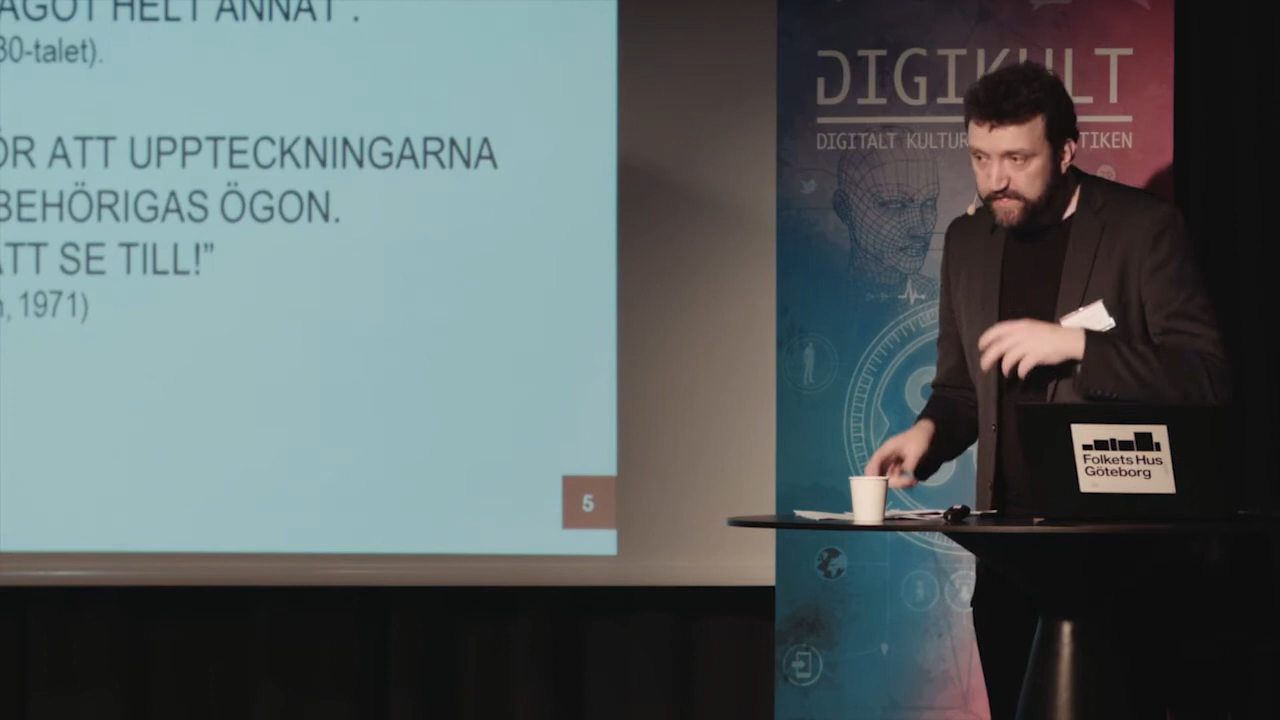 ÅGOT HELT ANNAT".
30-talet).
ÖR ATT UPPTECKNINGARNA
BEHÖRIGAS ÖGON.
ATT SE TILL!"
, 1971)
5
DIGIKULT
DIGITALT KULTUR TIKEN
Folkets Hus
Göteborg